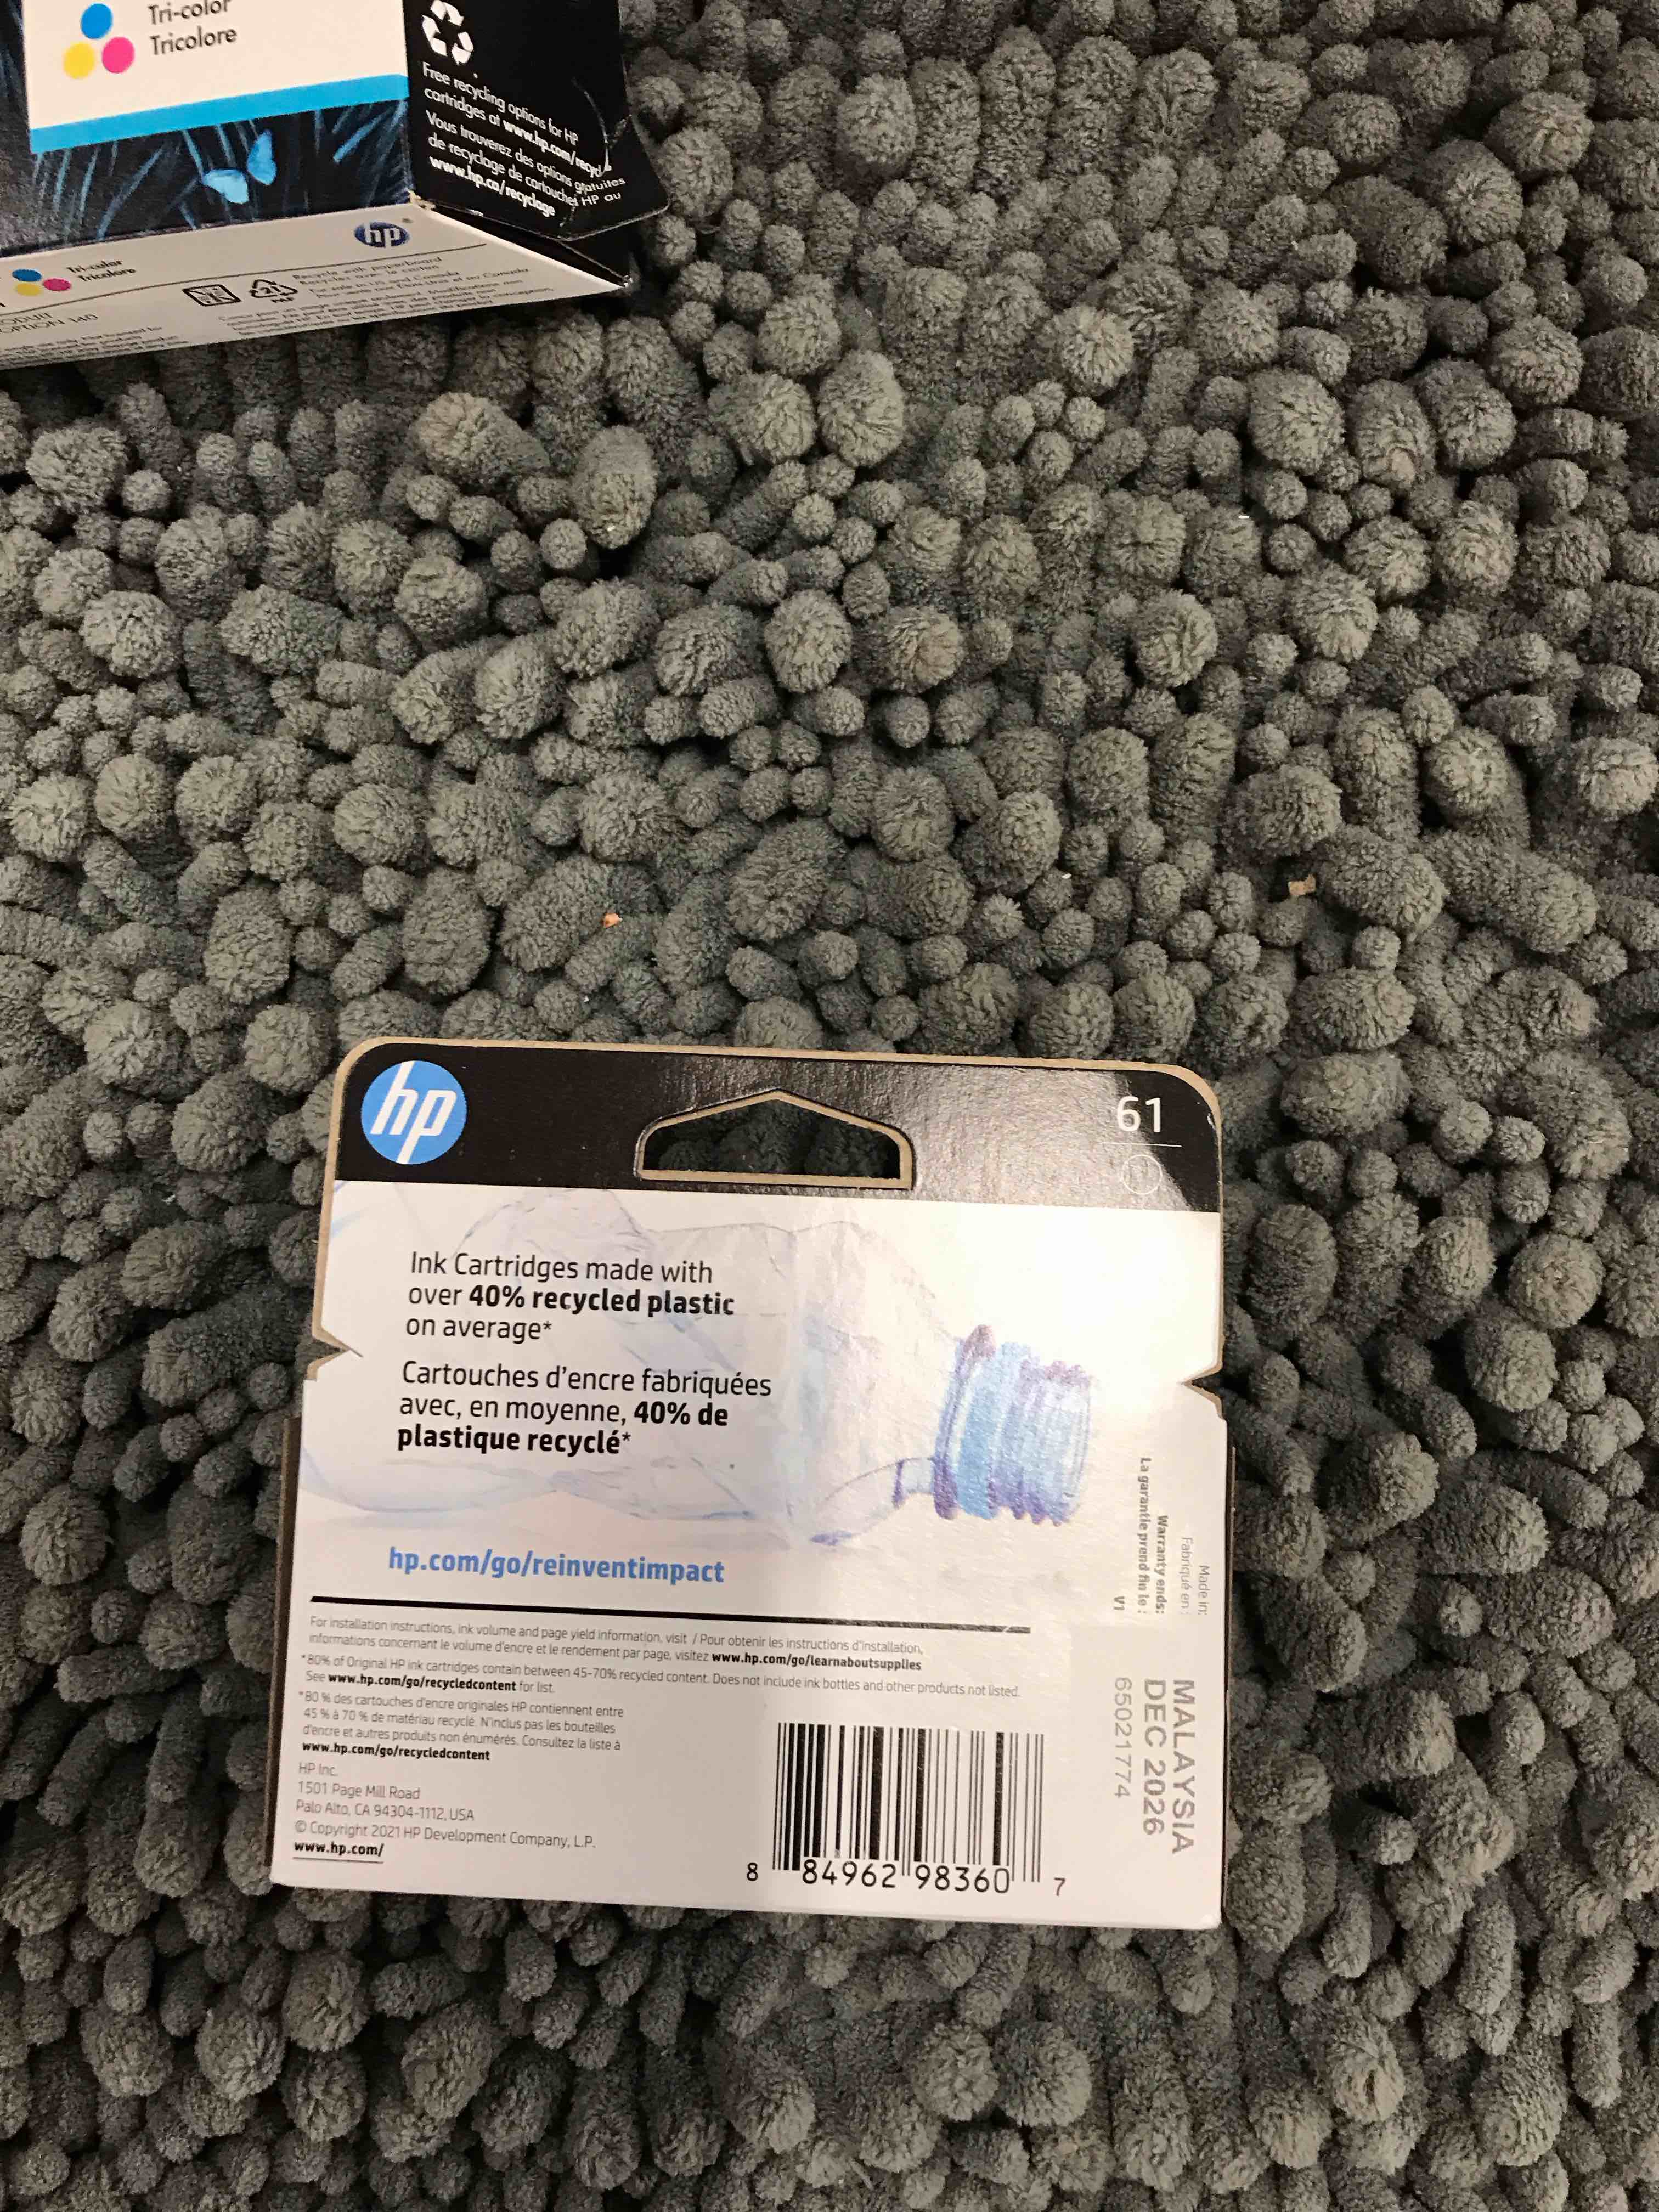 Tri-color
Tricolore
Free recycling options for HP
cartridges at www.hp.com/recycl
Vous trouverez des options gratuites
de recyclage de cartouches HP au
www.hp.ca/recyclage
hp
Tri-color
Tricolore
Recycle with paperboard
PAP
hp
61
Ink Cartridges made with
over 40% recycled plastic
on average*
Cartouches d'encre fabriquées
avec, en moyenne, 40% de
plastique recyclé*
hp.com/go/reinventimpact
For installation instructions, ink volume and page yield information, visit / Pour obtenir les instructions d'installation,
informations concernant le volume d'encre et le rendement par page, visitez www.hp.com/go/learnaboutsupplies
*80% of Original HP ink cartridges contain between 45-70% recycled content. Does not include ink bottles and other products not listed.
See www.hp.com/go/recycledcontent for list.
*80 % des cartouches d'encre originales HP contiennent entre
45 % à 70 % de matériau recyclé. N'inclus pas les bouteilles
d'encre et autres produits non énumérés. Consultez la liste à
www.hp.com/go/recycledcontent
HP Inc.
1501 Page Mill Road
Palo Alto, CA 94304-1112, USA
© Copyright 2021 HP Development Company, L.P.
www.hp.com/
8 84962 98360 7
Made in:
Fabriqué en :
Warranty ends:
La garantie prend fin le :
V1
MALAYSIA
DEC 2026
65021774